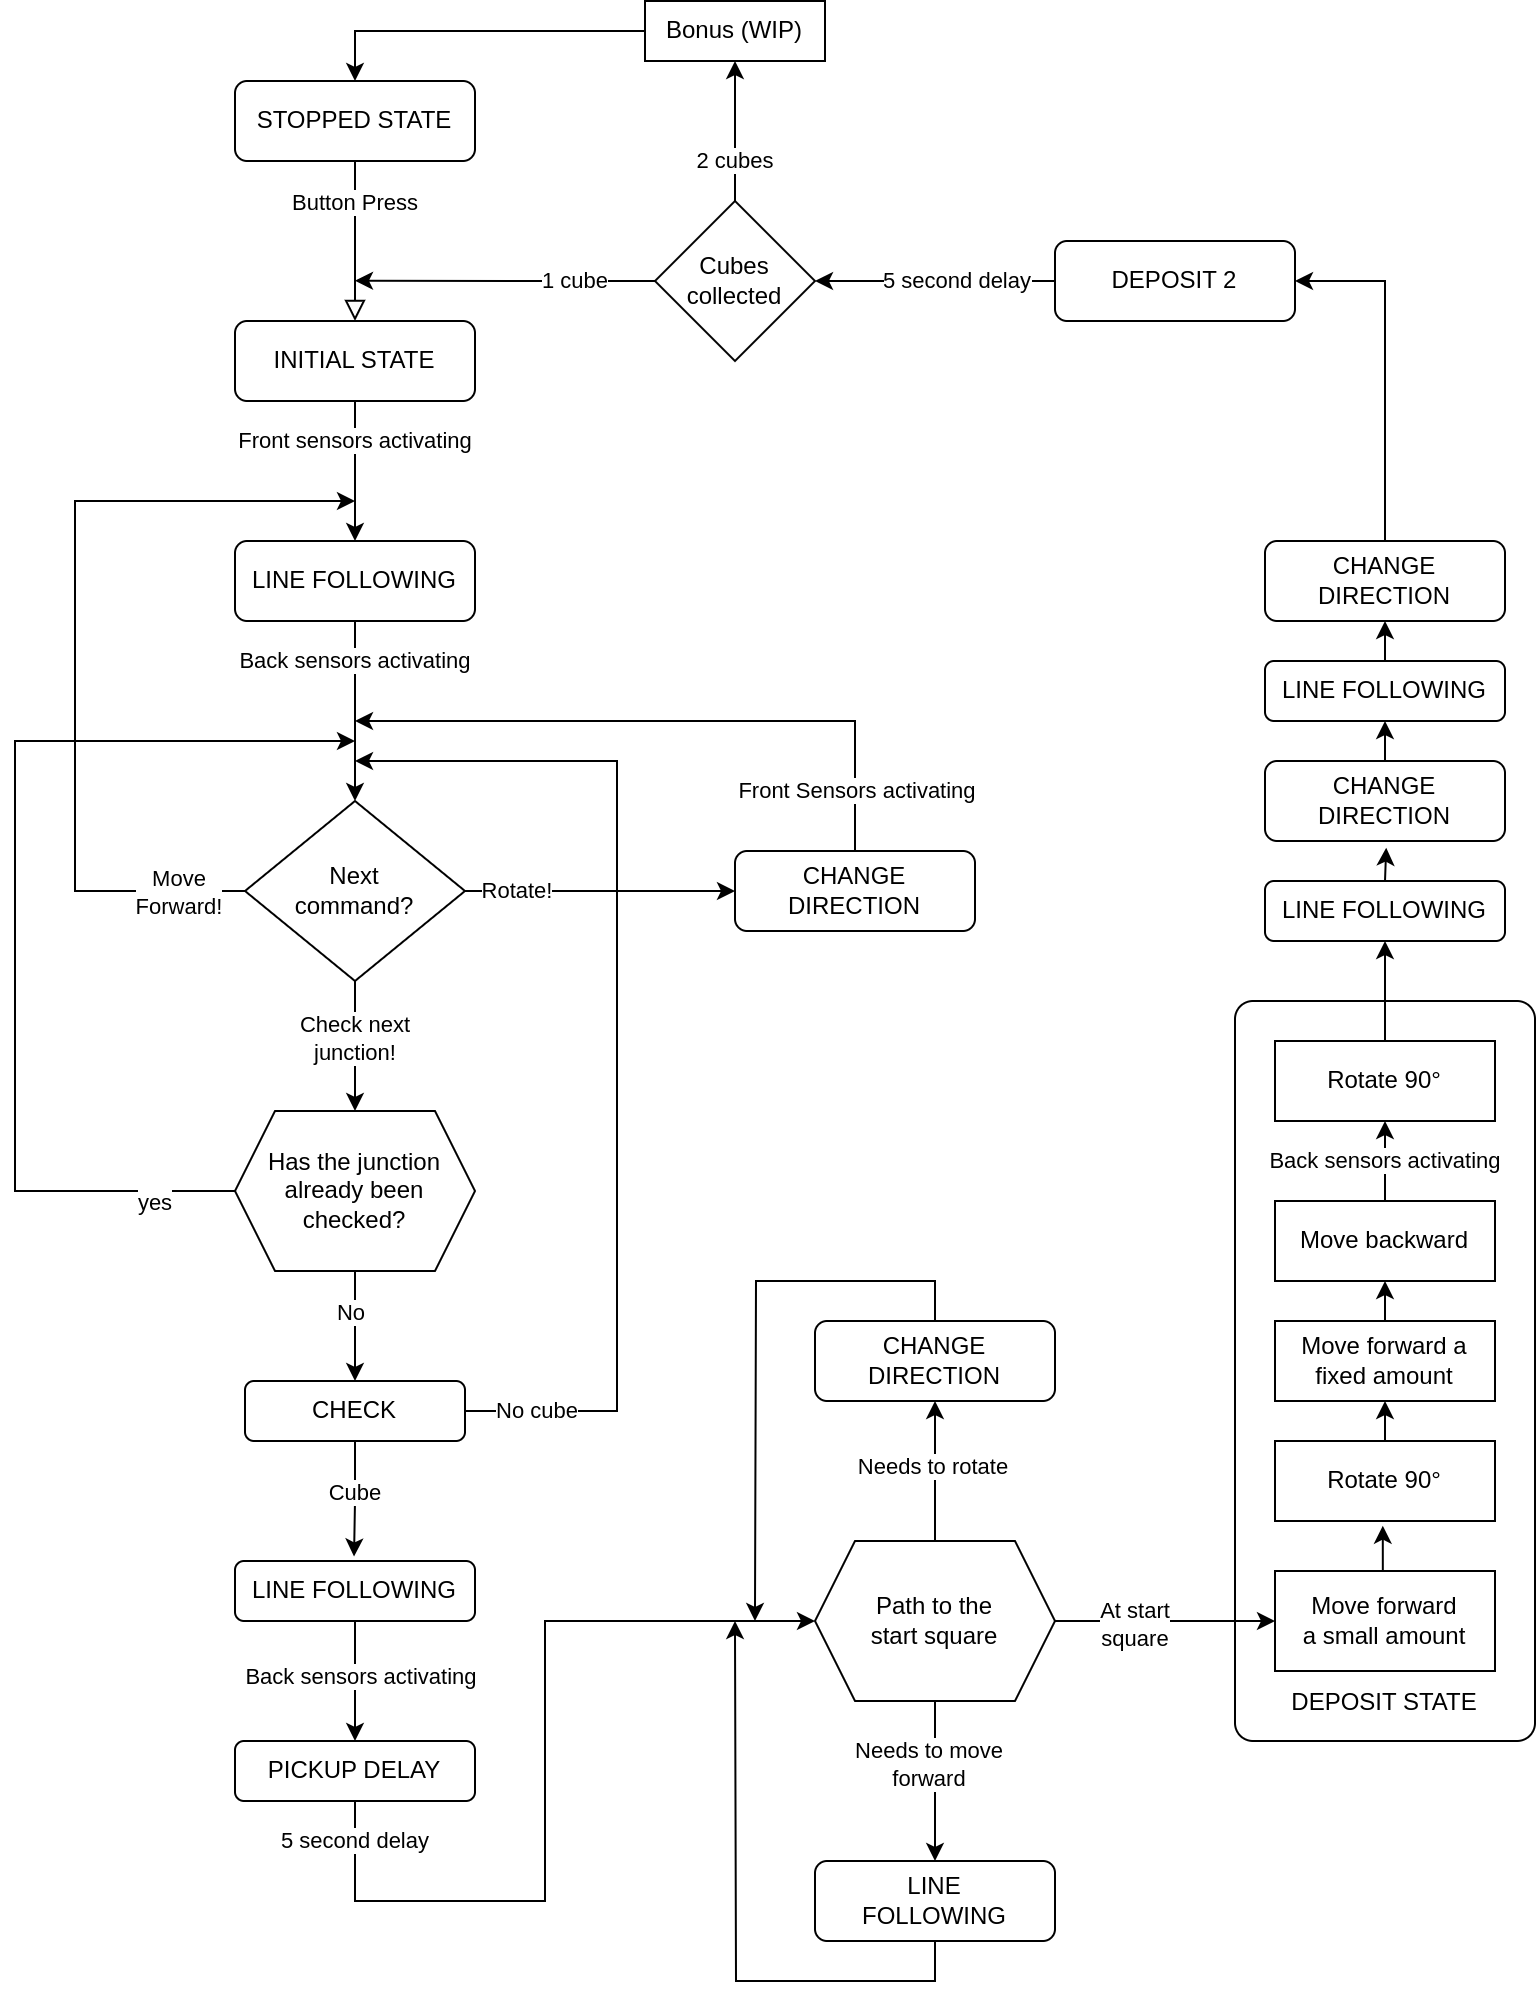 Bonus (WIP)
STOPPED STATE
2 cubes
Button Press
Cubes
collected
1 cube
5 second delay
DEPOSIT 2
INITIAL STATE
Front sensors activating
LINE FOLLOWING
CHANGE
DIRECTION
Back sensors activating
LINE FOLLOWING
Front Sensors activating
CHANGE
DIRECTION
Move
Forward!
Next
command?
Rotate!
CHANGE
DIRECTION
LINE FOLLOWING
Check next
junction!
Rotate 90°
Back sensors activating
Has the junction
already been
checked?
yes
Move backward
No
CHANGE
DIRECTION
Move forward a
fixed amount
CHECK
No cube
Needs to rotate
Rotate 90°
Cube
LINE FOLLOWING
Path to the
start square
At start
square
Move forward
a small amount
Back sensors activating
DEPOSIT STATE
PICKUP DELAY
Needs to move
forward
5 second delay
LINE
FOLLOWING